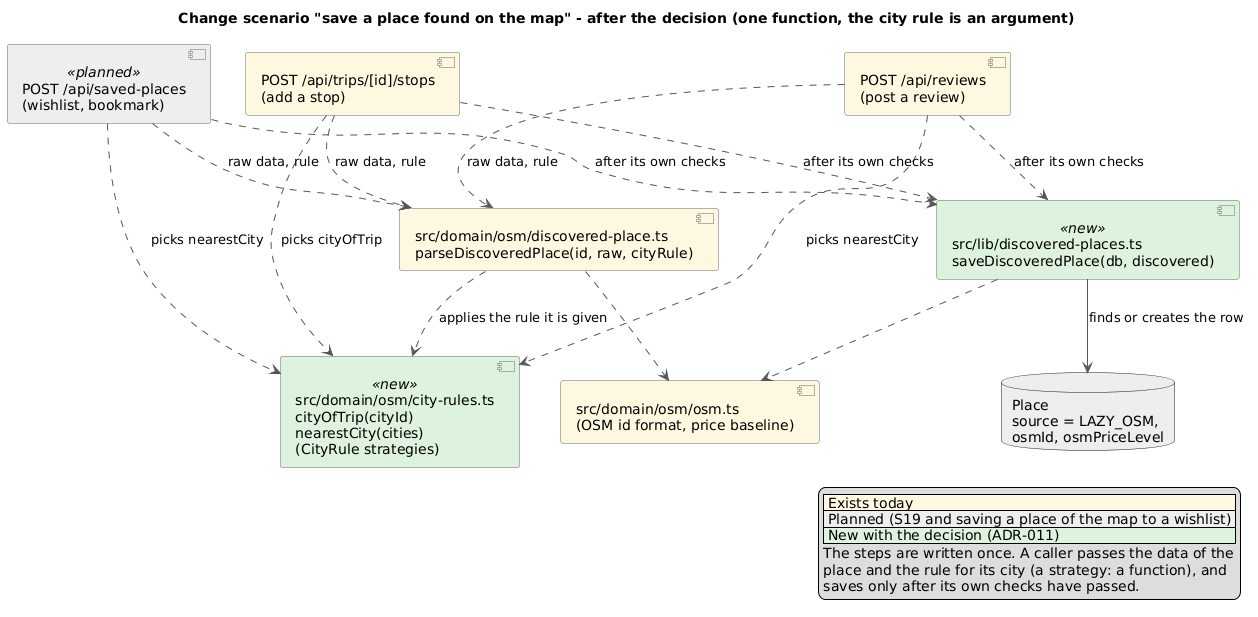 Change scenario "save a place found on the map" - after the decision (one function, the city rule is an argument)
«planned»
POST /api/saved-places
(wishlist, bookmark)
POST /api/trips/[id]/stops
(add a stop)
POST /api/reviews
(post a review)
raw data, rule
raw data, rule
raw data, rule
after its own checks
after its own checks
after its own checks
picks nearestCity
picks cityOfTrip
src/domain/osm/discovered-place.ts
parseDiscoveredPlace(id, raw, cityRule)
picks nearestCity
«new»
src/lib/discovered-places.ts
saveDiscoveredPlace(db, discovered)
applies the rule it is given
finds or creates the row
«new»
src/domain/osm/city-rules.ts
cityOfTrip(cityId)
nearestCity(cities)
(CityRule strategies)
src/domain/osm/osm.ts
(OSM id format, price baseline)
Place
source = LAZY_OSM,
osmId, osmPriceLevel
Exists today
Planned (S19 and saving a place of the map to a wishlist)
New with the decision (ADR-011)
The steps are written once. A caller passes the data of the
place and the rule for its city (a strategy: a function), and
saves only after its own checks have passed.